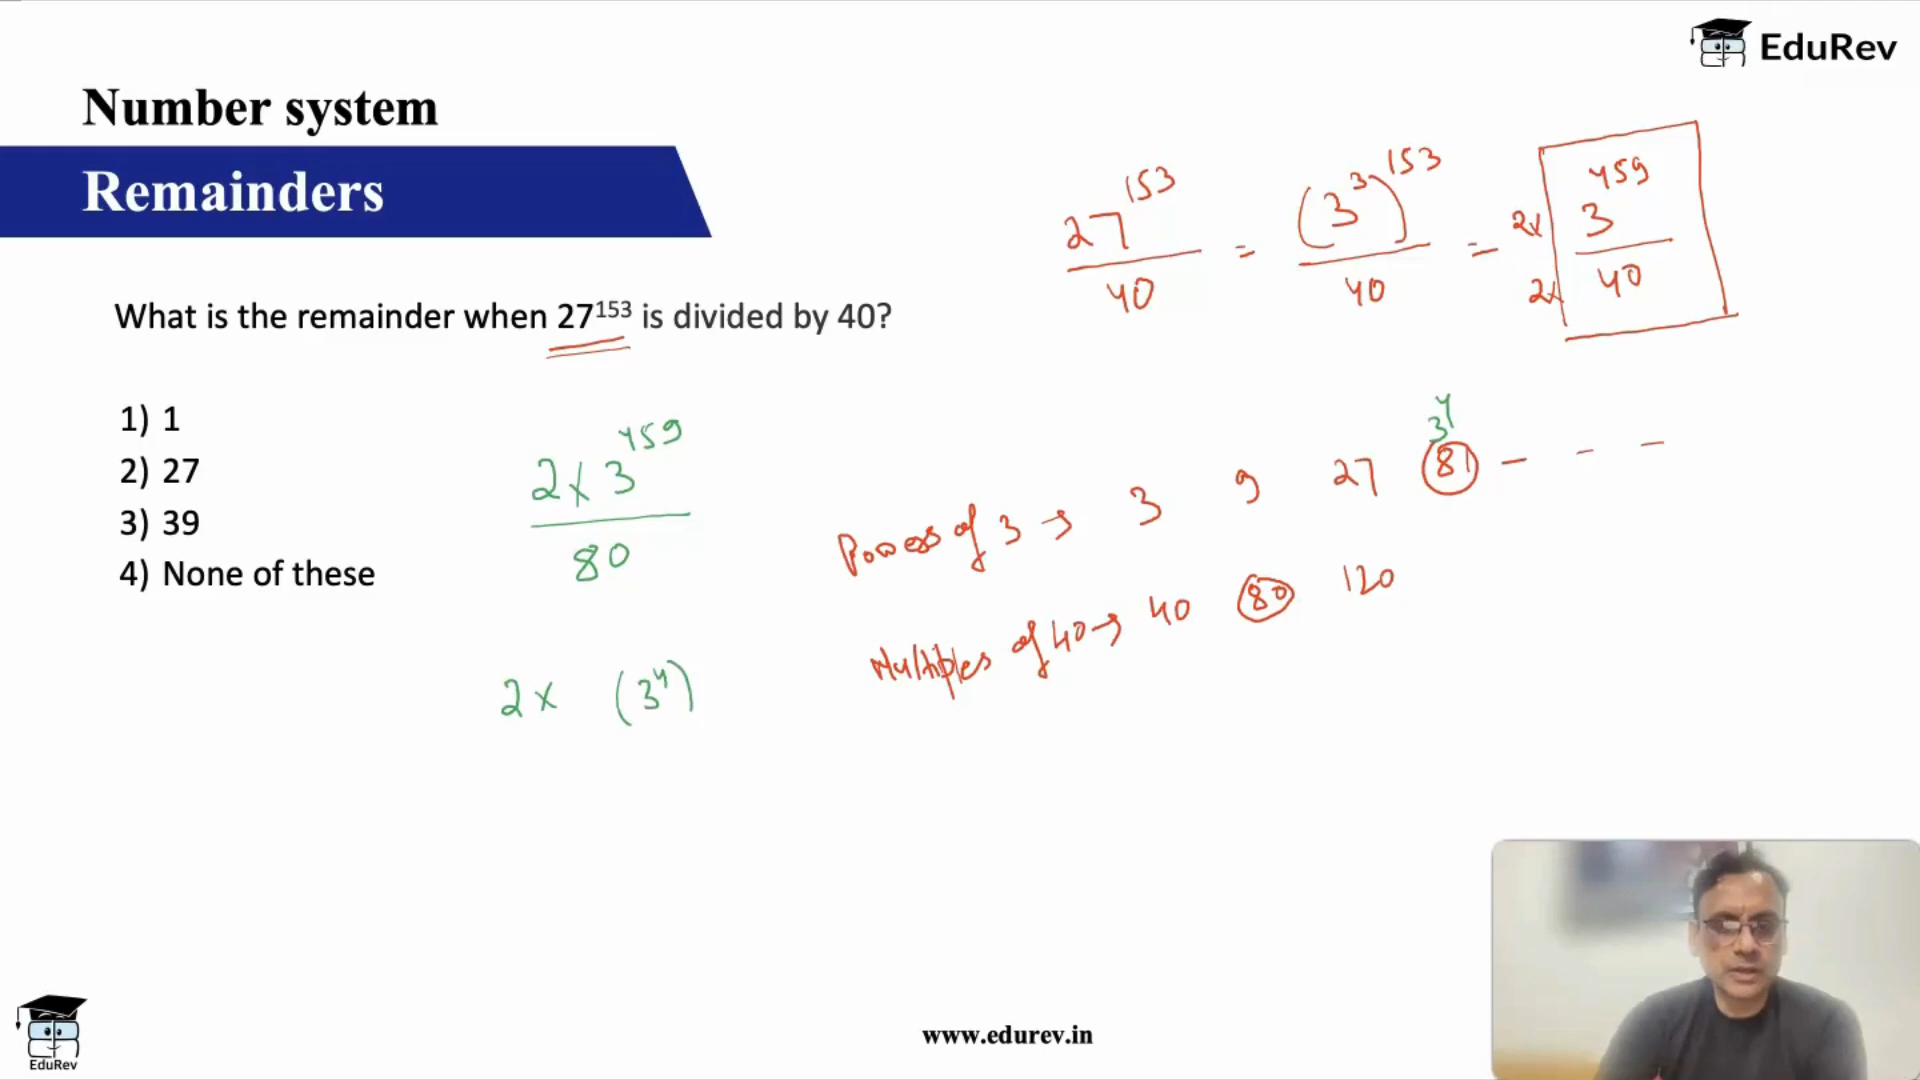 EduRev
Number system
Remainders
27^153 / 40 = (3^3)^153 / 40 = 2x 3^459 / 2x 40
What is the remainder when 27^153 is divided by 40?
1) 1
2) 27
3) 39
4) None of these
2 x 3^459 / 80
3^4
Powers of 3 → 3 9 27 81 - - -
Multiples of 40 → 40 80 120
2 x (3^4)
EduRev
www.edurev.in